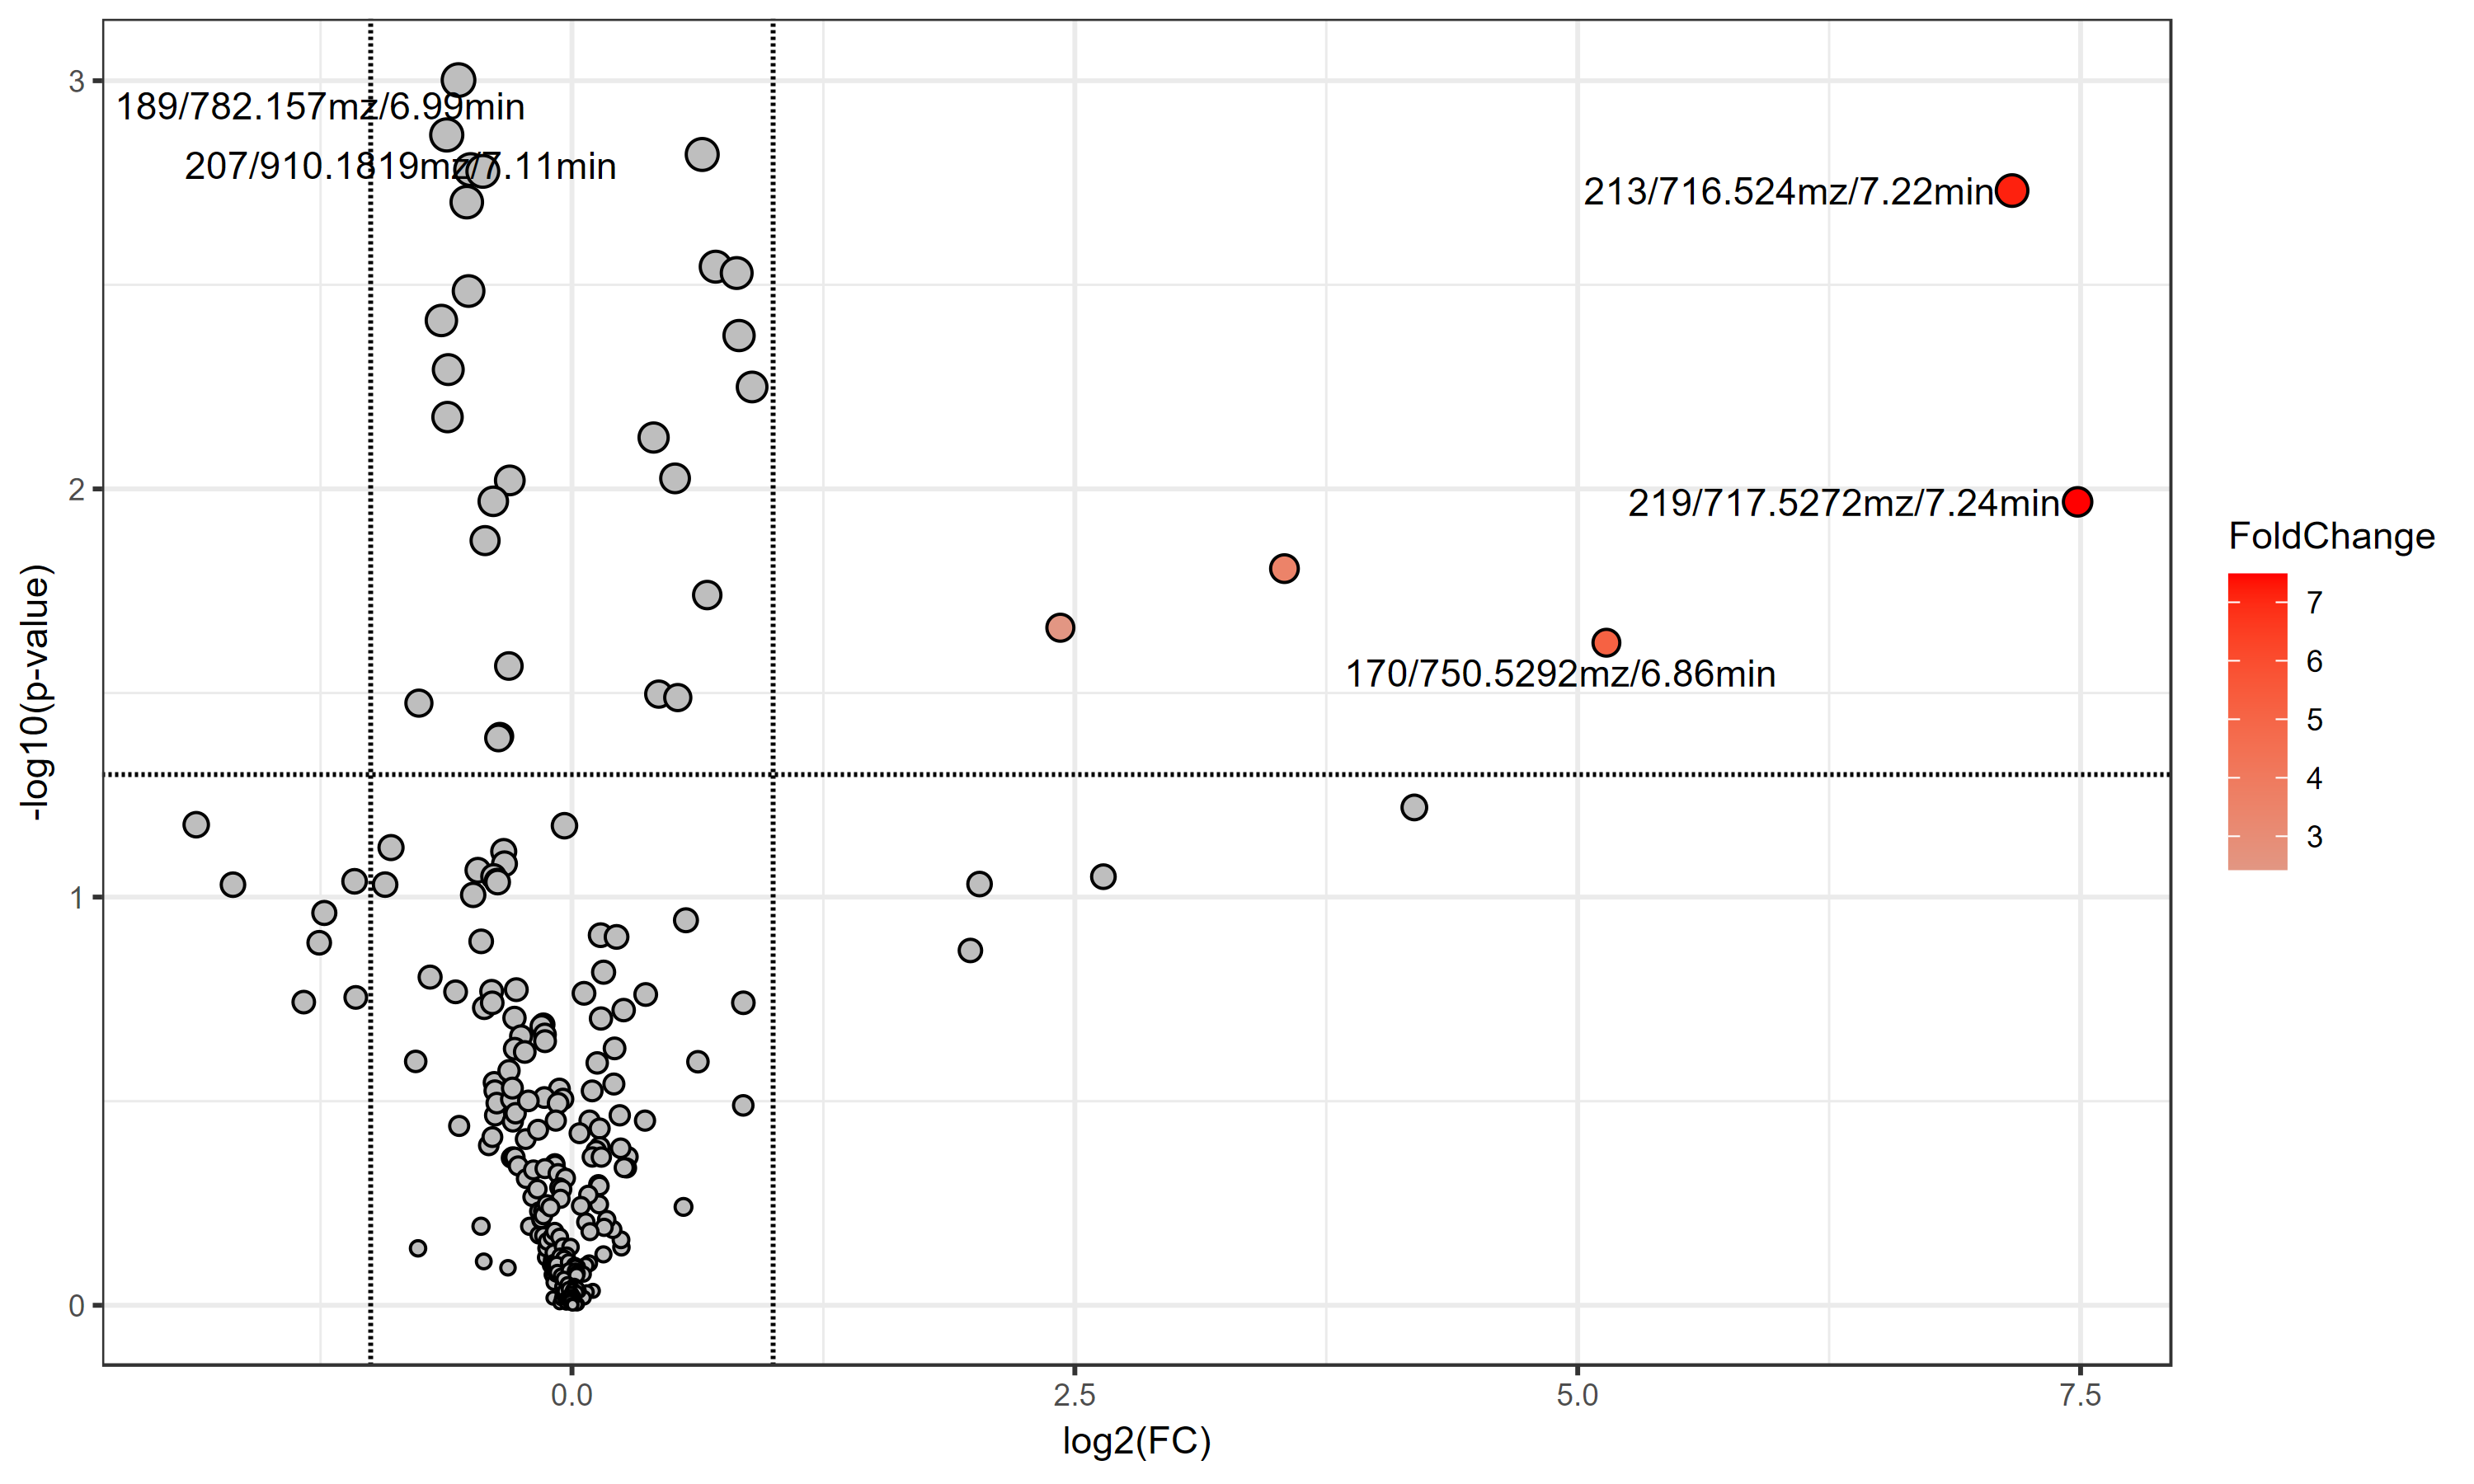 3
189/782.157mz/6.99min
207/910.1819mz/7.11min
213/716.524mz/7.22min
2
219/717.5272mz/7.24min
170/750.5292mz/6.86min
1
0
-log10(p-value)
0.0
2.5
5.0
7.5
log2(FC)
FoldChange
7
6
5
4
3